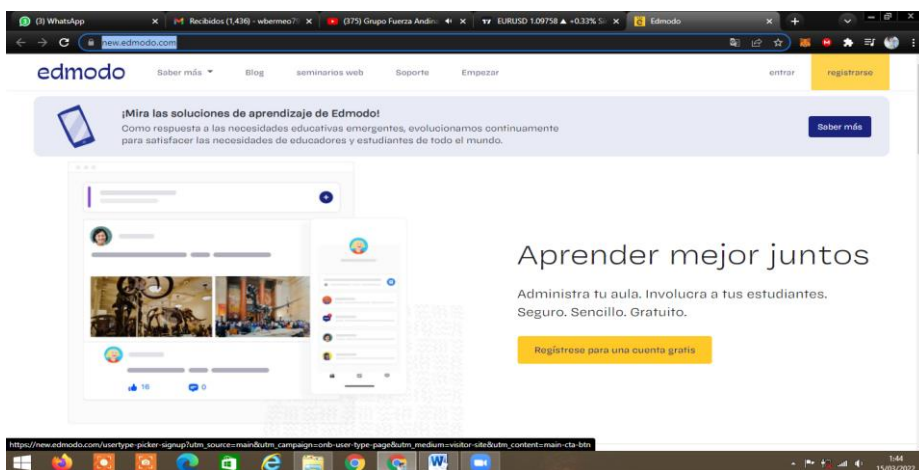 (3) WhatsApp
Recibidos (1,436) - wbermeo7
(375) Grupo Fuerza Andin
EURUSD 1.09758 ▲ +0.33% Si
Edmodo
new.edmodo.com
edmodo
Saber más
Blog
seminarios web
Soporte
Empezar
entrar
registrarse
¡Mira las soluciones de aprendizaje de Edmodo!
Como respuesta a las necesidades educativas emergentes, evolucionamos continuamente
para satisfacer las necesidades de educadores y estudiantes de todo el mundo.
Saber más
16
0
Aprender mejor juntos
Administra tu aula. Involucra a tus estudiantes.
Seguro. Sencillo. Gratuito.
Regístrese para una cuenta gratis
https://new.edmodo.com/usertype-picker-signup?utm_source=main&utm_campaign=onb-user-type-page&utm_medium=visitor-site&utm_content=main-cta-btn
1:44
15/03/2022